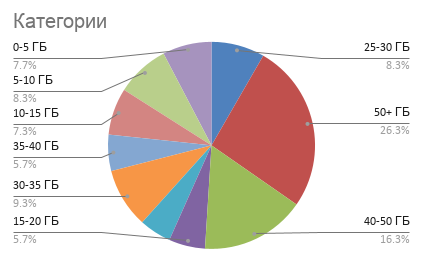 Категории
0-5 ГБ
7.7%
5-10 ГБ
8.3%
10-15 ГБ
7.3%
35-40 ГБ
5.7%
30-35 ГБ
9.3%
15-20 ГБ
5.7%
25-30 ГБ
8.3%
50+ ГБ
26.3%
40-50 ГБ
16.3%